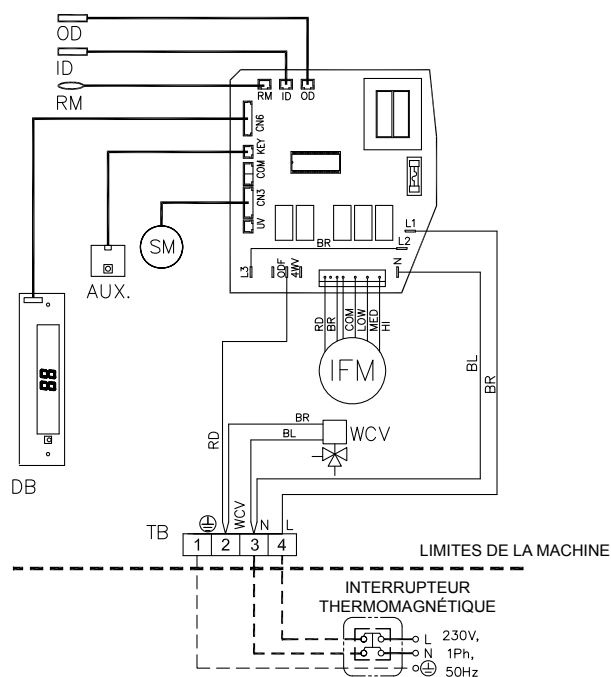 OD
ID
RM
RM ID OD
CN6
KEY
COM
CN3
UV
SM
AUX.
88
DB
L1
L2
BR
L3
ODF
4WV
N
RD
BR
COM
LOW
MED
HI
IFM
BL
BR
RD
BR
BL
WCV
WCV
N
L
TB
1 2 3 4
LIMITES DE LA MACHINE
INTERRUPTEUR
THERMOMAGNÉTIQUE
L 230V,
N 1Ph,
50Hz